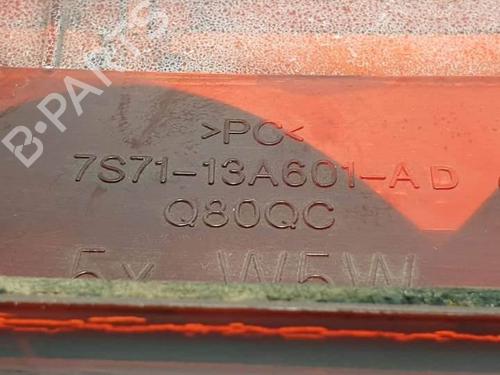 B-PARTS
>PC<
7S71-13A601-AD
Q80QC
5x W5W